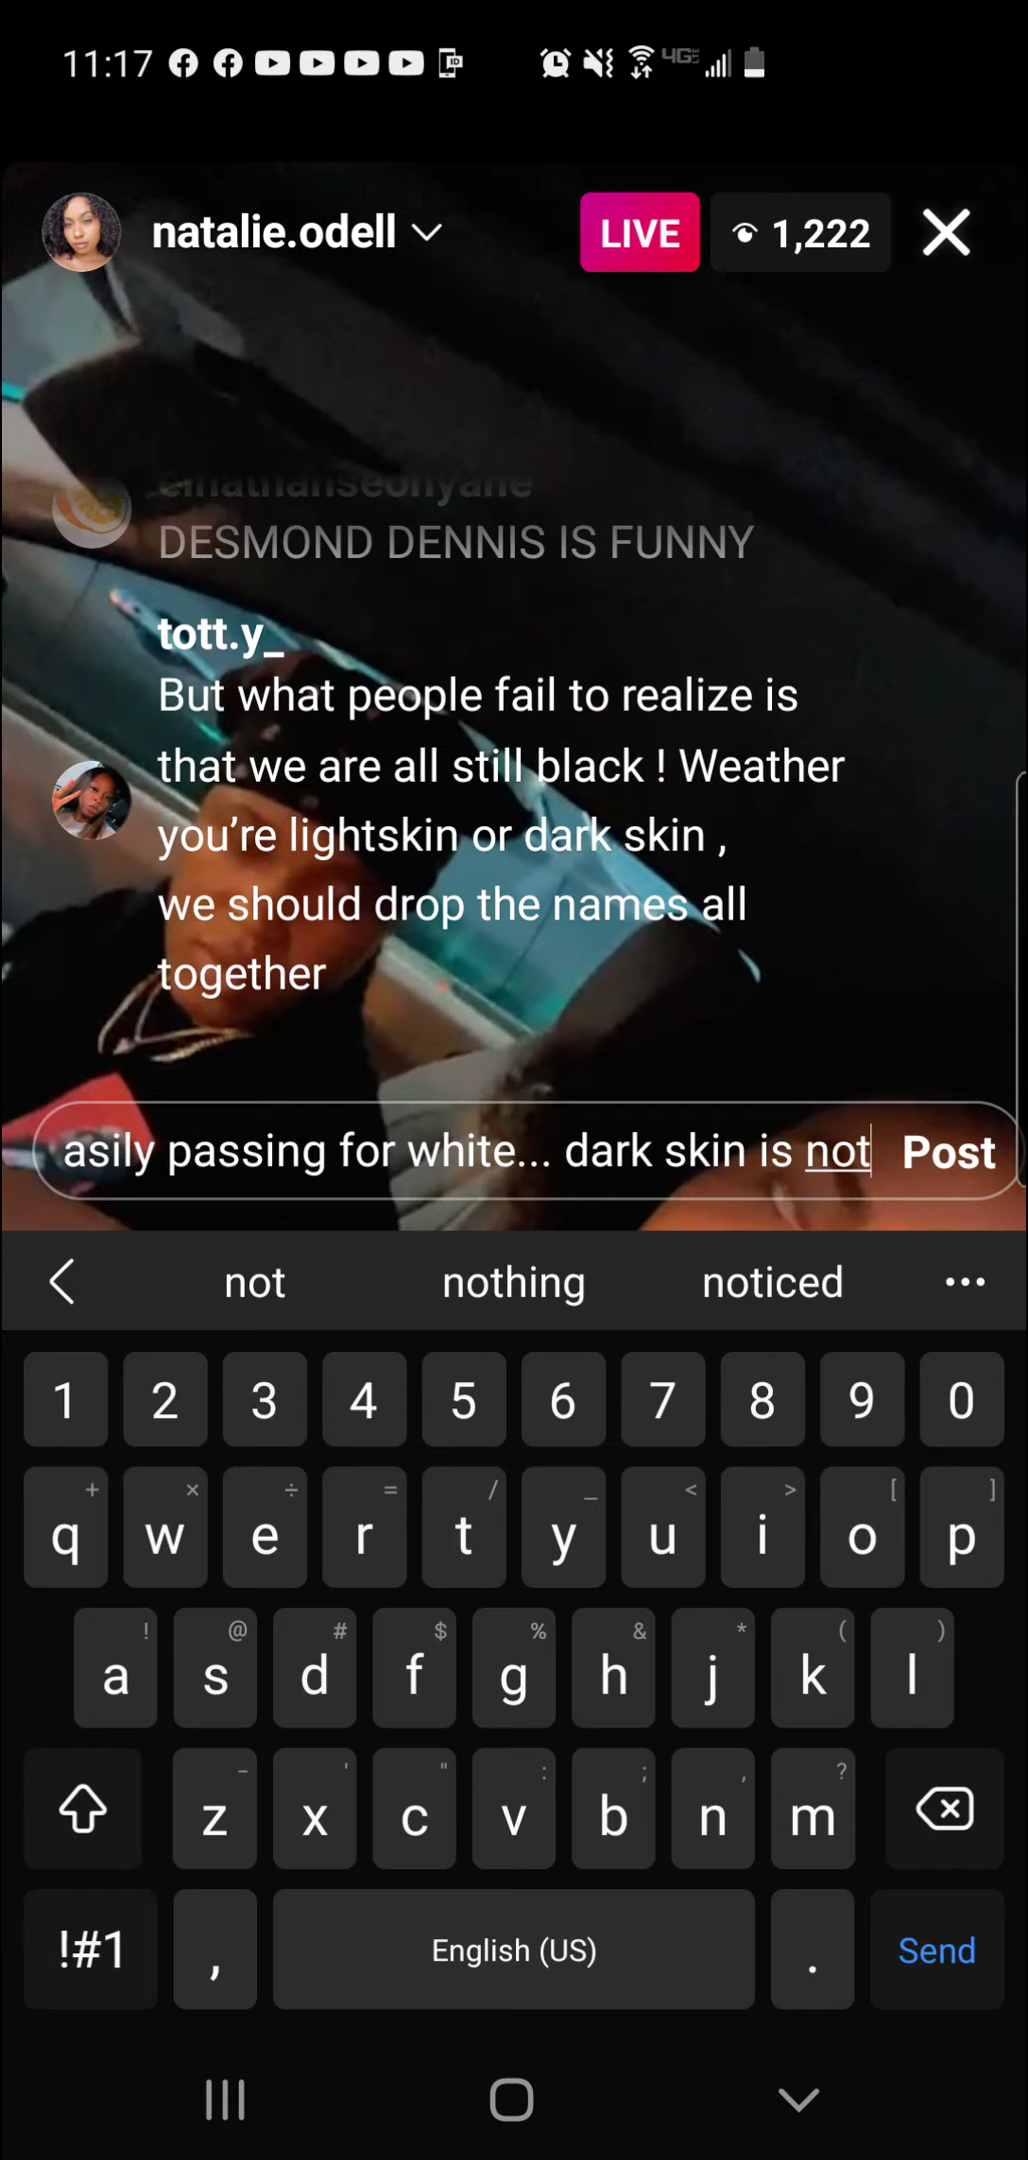 11:17
4GE
natalie.odell
LIVE
1,222
DESMOND DENNIS IS FUNNY
tott.y_
But what people fail to realize is
that we are all still black ! Weather
you're lightskin or dark skin ,
we should drop the names all
together
asily passing for white... dark skin is not
Post
not nothing noticed ...
1 2 3 4 5 6 7 8 9 0
+ × ÷ = / _ < > [ ]
q w e r t y u i o p
! @ # $ % & * ( )
a s d f g h j k l
- ' " : ; , ?
z x c v b n m
!#1 , English (US) . Send